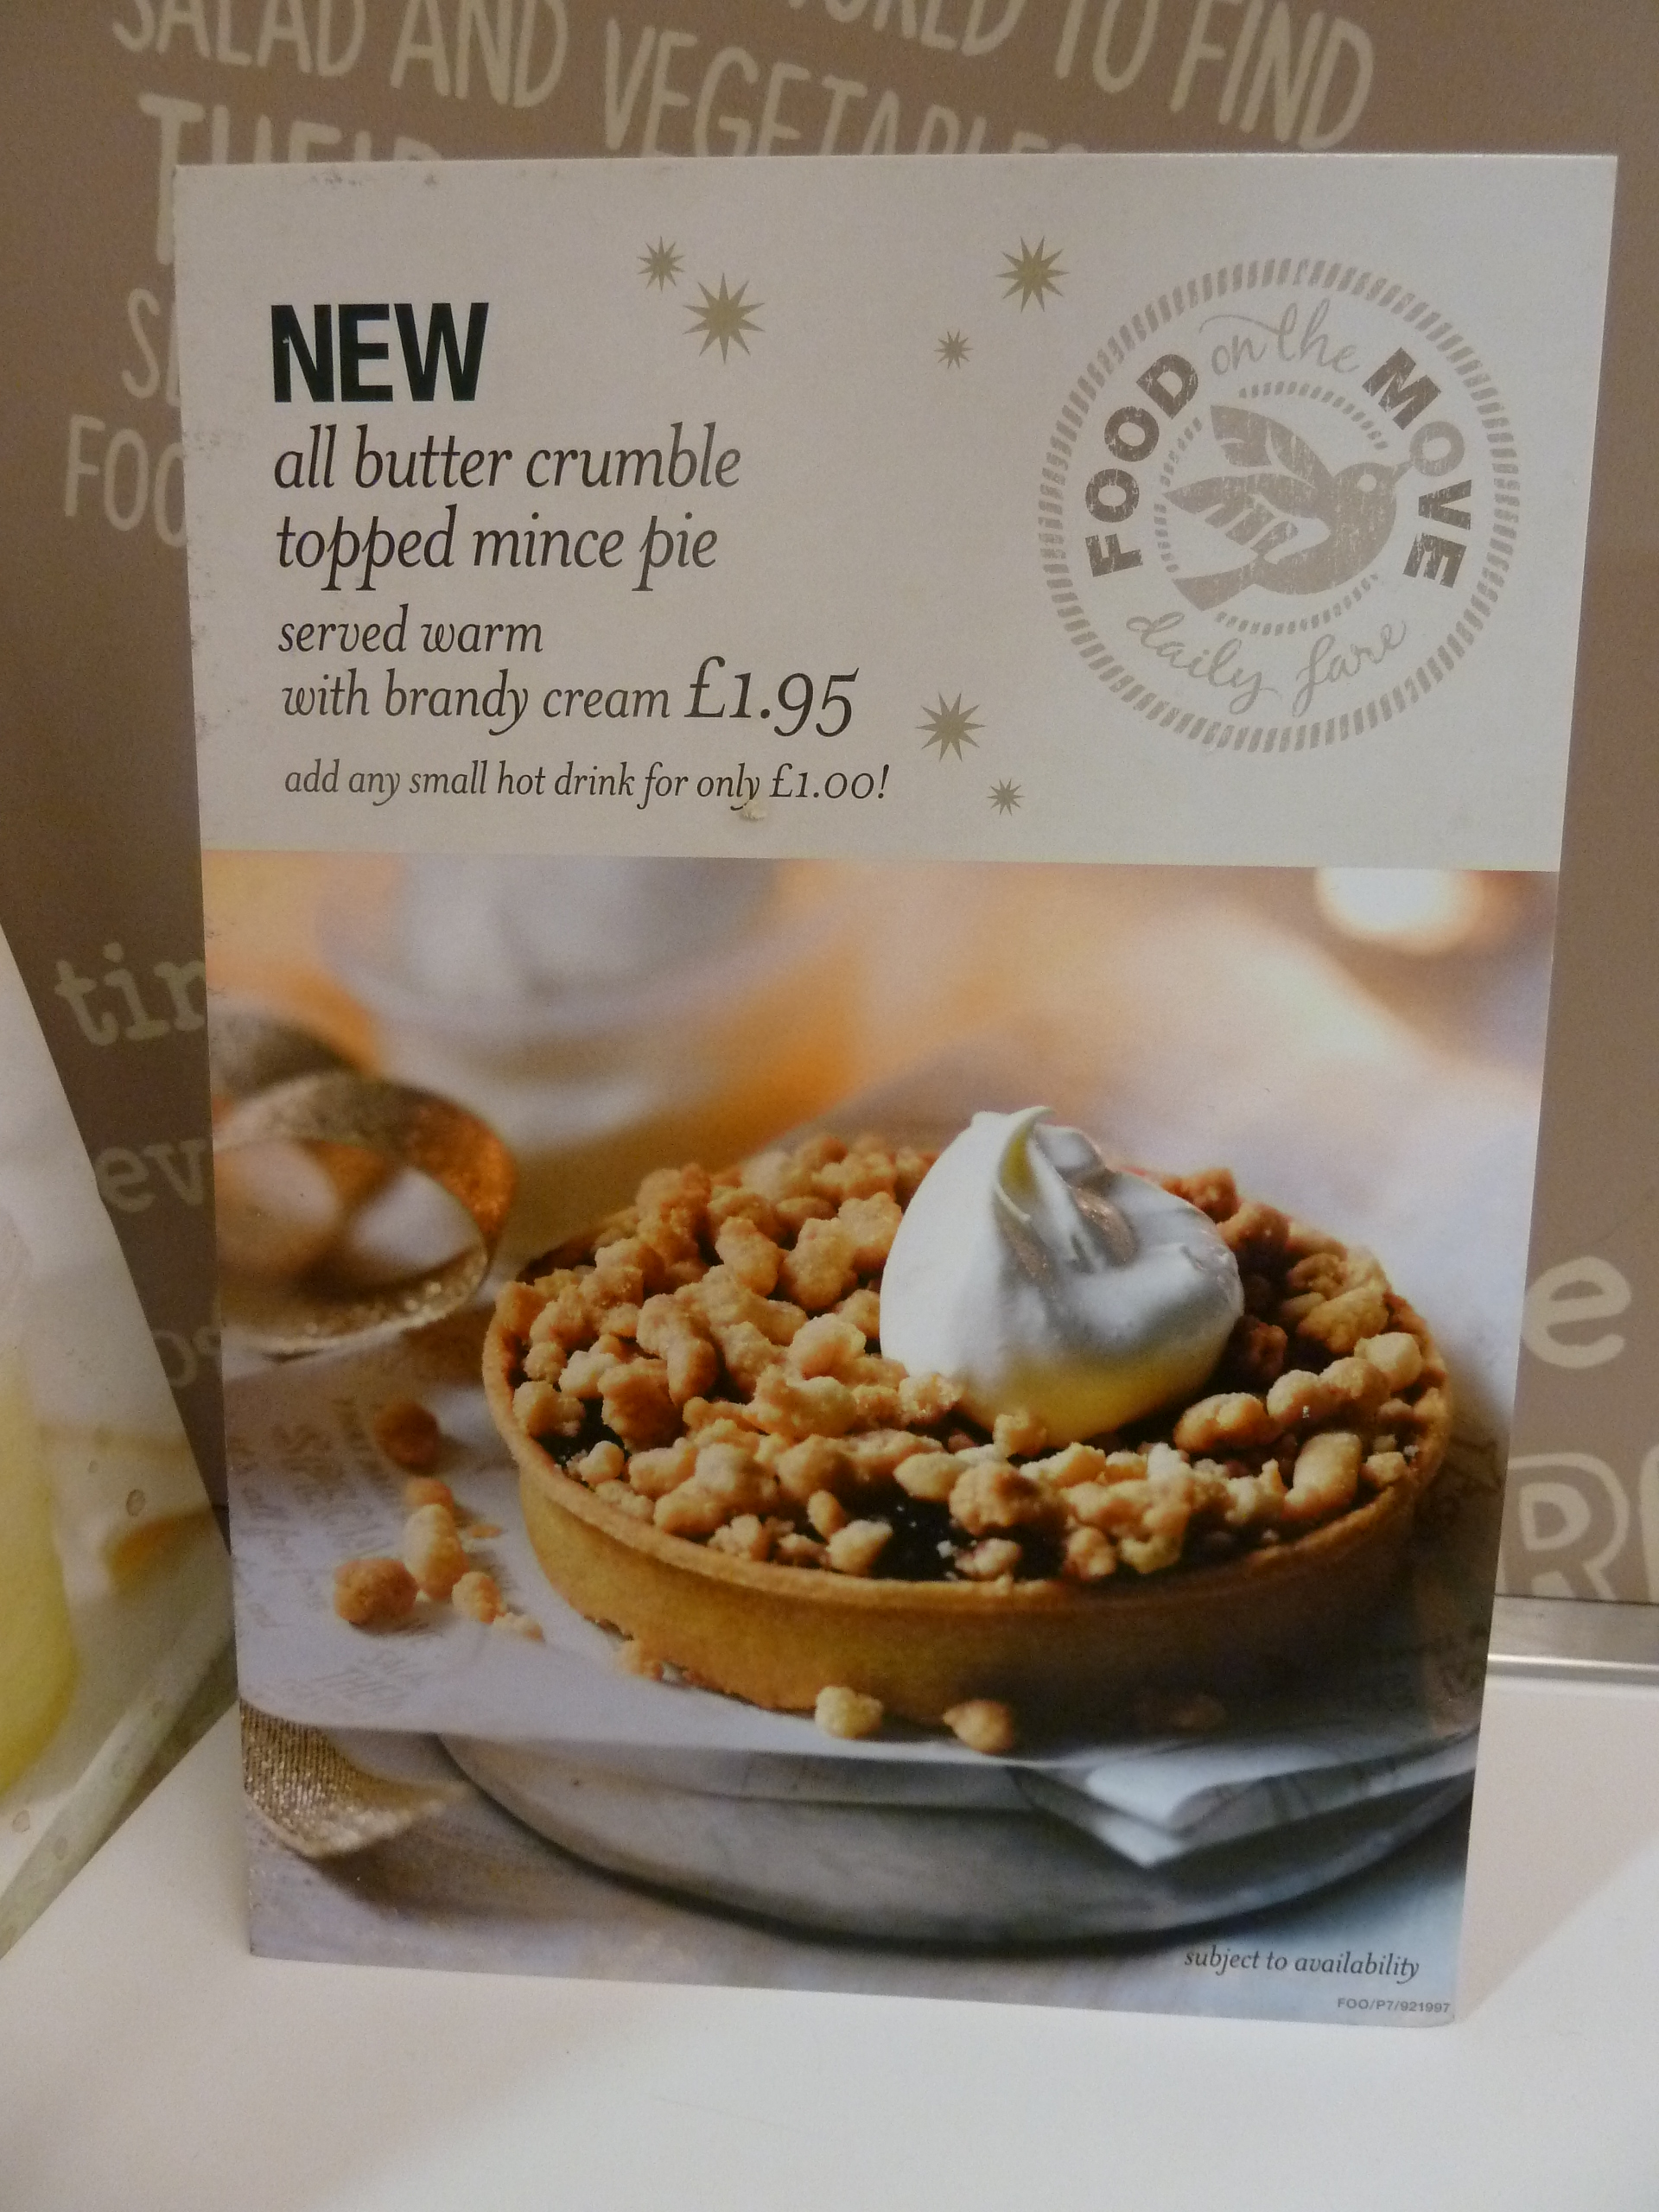 TO FIND
SALAD AND VEGETABLES
THEIR
NEW
all butter crumble
topped mince pie
served warm
with brandy cream £1.95
add any small hot drink for only £1.00!
FOOD on the MOVE
daily fare
subject to availability
FOO/P7/921997